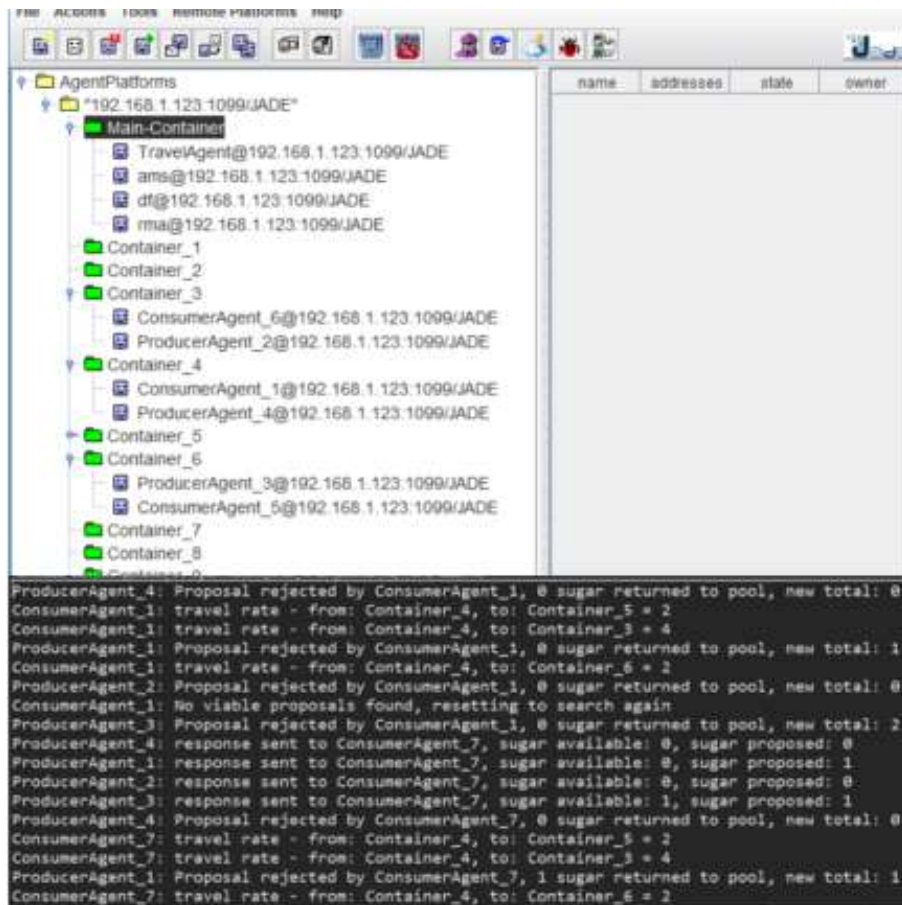 File Actions Tools Remote Platforms Help
AgentPlatforms
"192.168.1.123:1099/JADE"
Main-Container
TravelAgent@192.168.1.123:1099/JADE
ams@192.168.1.123:1099/JADE
df@192.168.1.123:1099/JADE
rma@192.168.1.123:1099/JADE
Container_1
Container_2
Container_3
ConsumerAgent_6@192.168.1.123:1099/JADE
ProducerAgent_2@192.168.1.123:1099/JADE
Container_4
ConsumerAgent_1@192.168.1.123:1099/JADE
ProducerAgent_4@192.168.1.123:1099/JADE
Container_5
Container_6
ProducerAgent_3@192.168.1.123:1099/JADE
ConsumerAgent_5@192.168.1.123:1099/JADE
Container_7
Container_8
name addresses state owner
ProducerAgent_4: Proposal rejected by ConsumerAgent_1, 0 sugar returned to pool, new total: 0
ConsumerAgent_1: travel rate - from: Container_4, to: Container_5 = 2
ConsumerAgent_1: travel rate - from: Container_4, to: Container_3 = 4
ProducerAgent_1: Proposal rejected by ConsumerAgent_1, 0 sugar returned to pool, new total: 1
ConsumerAgent_1: travel rate - from: Container_4, to: Container_6 = 2
ProducerAgent_2: Proposal rejected by ConsumerAgent_1, 0 sugar returned to pool, new total: 0
ConsumerAgent_1: No viable proposals found, resetting to search again
ProducerAgent_3: Proposal rejected by ConsumerAgent_1, 0 sugar returned to pool, new total: 2
ProducerAgent_4: response sent to ConsumerAgent_7, sugar available: 0, sugar proposed: 0
ProducerAgent_1: response sent to ConsumerAgent_7, sugar available: 0, sugar proposed: 1
ProducerAgent_2: response sent to ConsumerAgent_7, sugar available: 0, sugar proposed: 0
ProducerAgent_3: response sent to ConsumerAgent_7, sugar available: 1, sugar proposed: 1
ProducerAgent_4: Proposal rejected by ConsumerAgent_7, 0 sugar returned to pool, new total: 0
ConsumerAgent_7: travel rate - from: Container_4, to: Container_5 = 2
ConsumerAgent_7: travel rate - from: Container_4, to: Container_3 = 4
ProducerAgent_1: Proposal rejected by ConsumerAgent_7, 1 sugar returned to pool, new total: 1
ConsumerAgent_7: travel rate - from: Container_4, to: Container_6 = 2